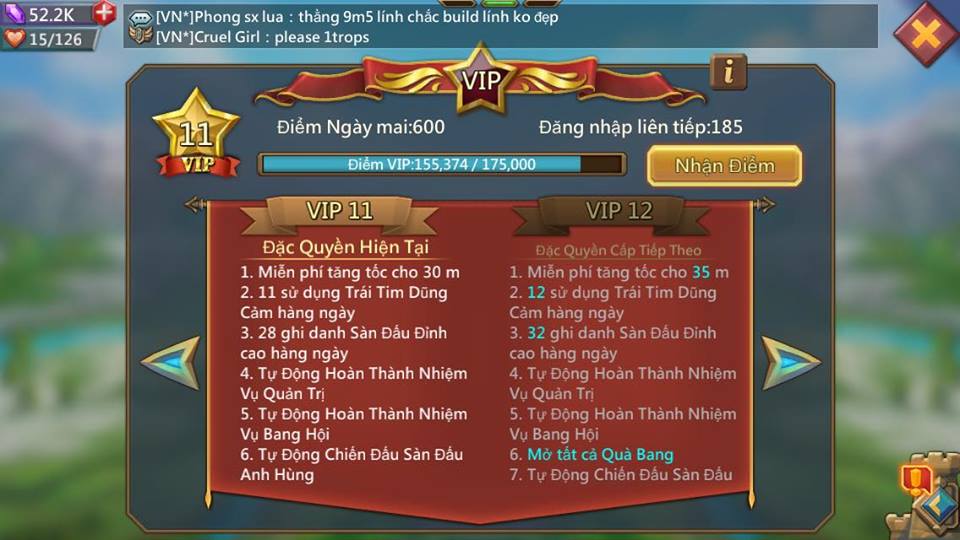 52.2K
15/126
[VN*]Phong sx lua : thằng 9m5 lính chắc build lính ko đẹp
[VN*]Cruel Girl : please 1trops
VIP
i
11
VIP
Điểm Ngày mai:600
Đăng nhập liên tiếp:185
Điểm VIP:155,374 / 175,000
Nhận Điểm
VIP 11
Đặc Quyền Hiện Tại
1. Miễn phí tăng tốc cho 30 m
2. 11 sử dụng Trái Tim Dũng
Cảm hàng ngày
3. 28 ghi danh Sàn Đấu Đỉnh
cao hàng ngày
4. Tự Động Hoàn Thành Nhiệm
Vụ Quản Trị
5. Tự Động Hoàn Thành Nhiệm
Vụ Bang Hội
6. Tự Động Chiến Đấu Sàn Đấu
Anh Hùng
VIP 12
Đặc Quyền Cấp Tiếp Theo
1. Miễn phí tăng tốc cho 35 m
2. 12 sử dụng Trái Tim Dũng
Cảm hàng ngày
3. 32 ghi danh Sàn Đấu Đỉnh
cao hàng ngày
4. Tự Động Hoàn Thành Nhiệm
Vụ Quản Trị
5. Tự Động Hoàn Thành Nhiệm
Vụ Bang Hội
6. Mở tất cả Quà Bang
7. Tự Động Chiến Đấu Sàn Đấu